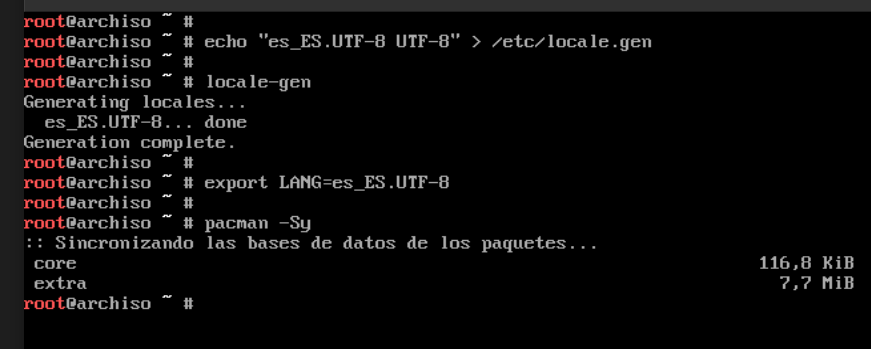 root@archiso ~ #
root@archiso ~ # echo "es_ES.UTF-8 UTF-8" > /etc/locale.gen
root@archiso ~ #
root@archiso ~ # locale-gen
Generating locales...
  es_ES.UTF-8... done
Generation complete.
root@archiso ~ #
root@archiso ~ # export LANG=es_ES.UTF-8
root@archiso ~ #
root@archiso ~ # pacman -Sy
:: Sincronizando las bases de datos de los paquetes...
 core 116,8 KiB
 extra 7,7 MiB
root@archiso ~ #